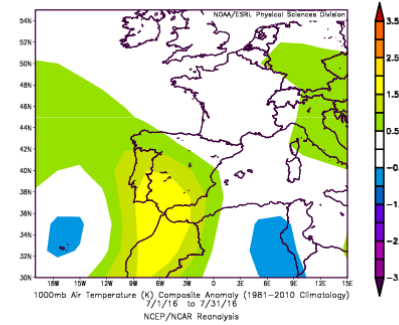 NOAA/ESRL Physical Sciences Division
54N
52N
50N
48N
46N
44N
42N
40N
38N
36N
34N
32N
30N
18W 15W 12W 9W 6W 3W 0 3E 6E 9E 12E 15E
3.5
2.5
1.5
0.5
-0.
-1.
-2.
-3.
1000mb Air Temperature (K) Composite Anomaly (1981-2010 Climatology)
7/1/16 to 7/31/16
NCEP/NCAR Reanalysis